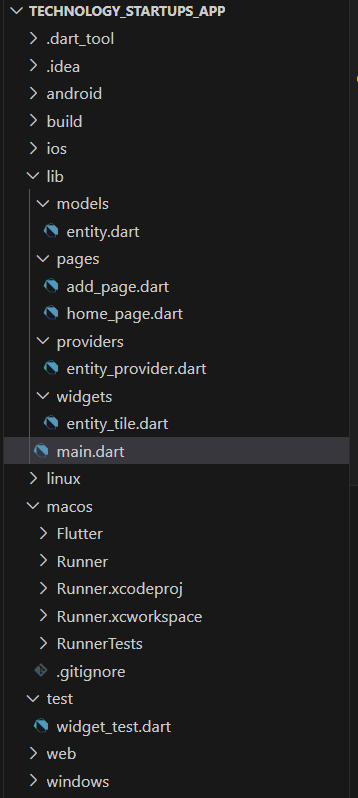 TECHNOLOGY_STARTUPS_APP
.dart_tool
.idea
android
build
ios
lib
models
entity.dart
pages
add_page.dart
home_page.dart
providers
entity_provider.dart
widgets
entity_tile.dart
main.dart
linux
macos
Flutter
Runner
Runner.xcodeproj
Runner.xcworkspace
RunnerTests
.gitignore
test
widget_test.dart
web
windows